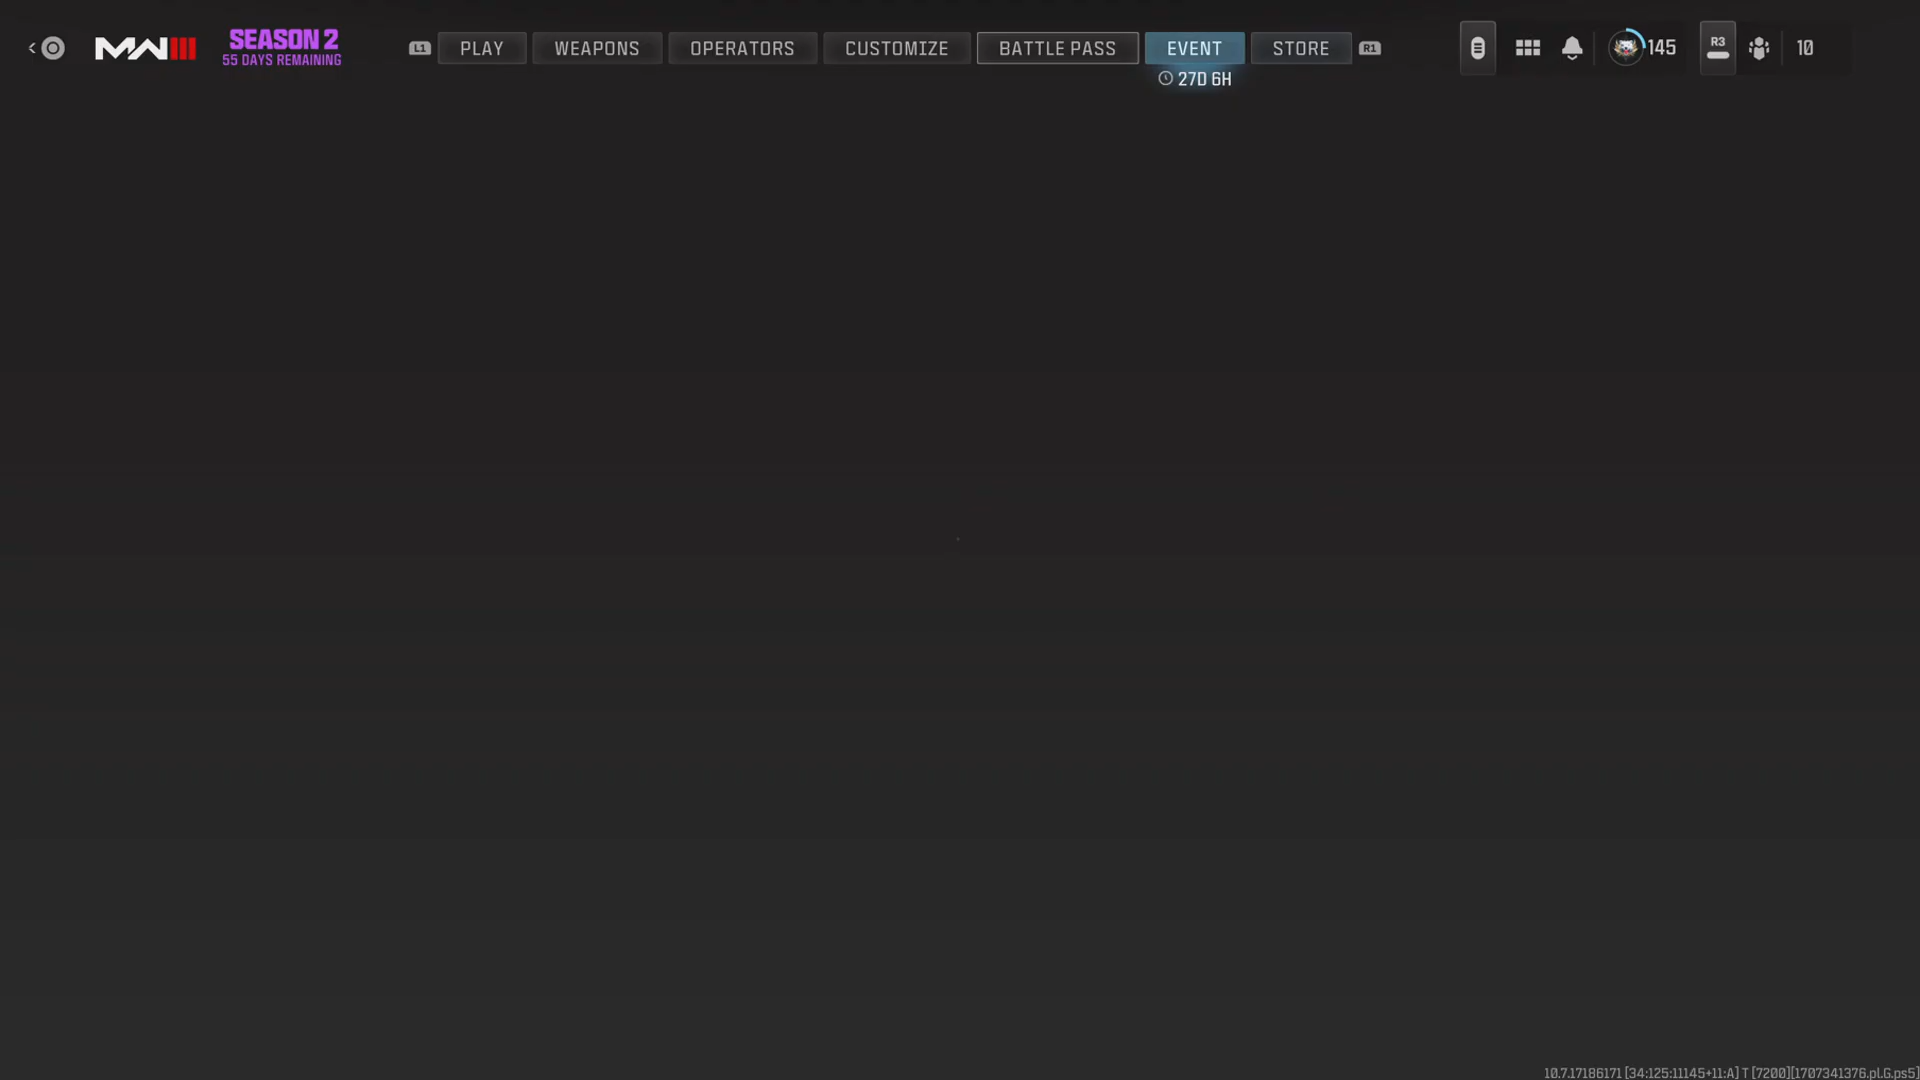 MWIII
SEASON 2
55 DAYS REMAINING
L1
PLAY
WEAPONS
OPERATORS
CUSTOMIZE
BATTLE PASS
EVENT
27D 6H
STORE
R1
145
R3
10
10.7.17186171 [34:125:11145+11:A] T [7200][1707341376.pl.G.ps5]